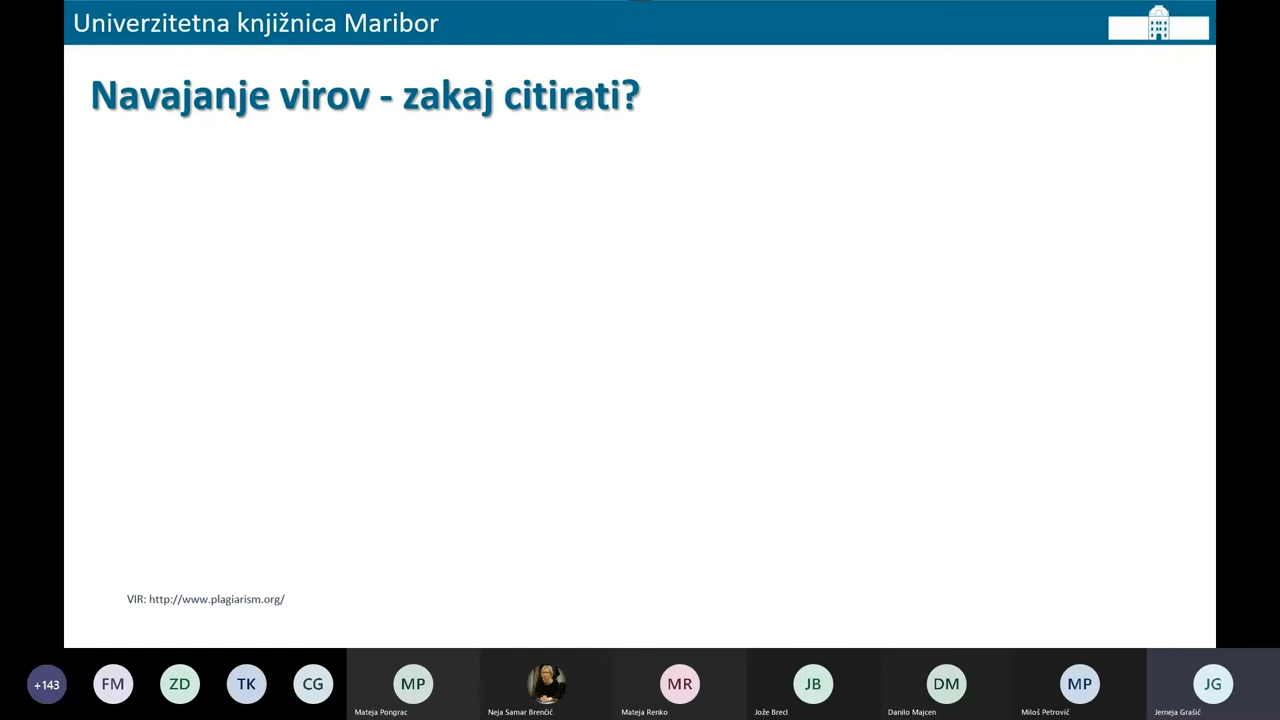 Univerzitetna knjižnica Maribor
Navajanje virov - zakaj citirati?
VIR: http://www.plagiarism.org/
+143
FM
ZD
TK
CG
MP
MR
JB
DM
MP
JG
Mateja Pongrac
Neja Samar Brenčič
Mateja Renko
Jože Brecl
Danilo Majcen
Miloš Petrovič
Jerneja Grašič